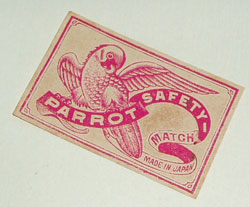 PARROT
SAFETY-
MATCH
MADE IN JAPAN